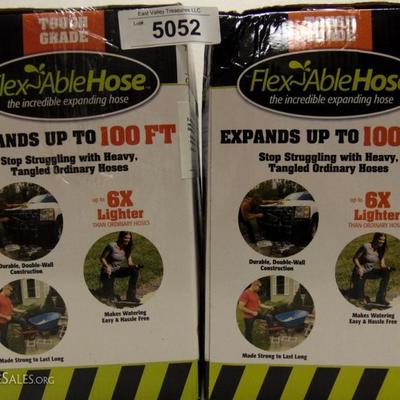 TOUGH
GRADE
East Valley Treasures LLC
Lot#
5052
TOUGH
GRADE
Flex-AbleHose
the incredible expanding hose
ANDS UP TO 100 FT
Stop Struggling with Heavy,
Tangled Ordinary Hoses
up to 6X
Lighter
THAN ORDINARY HOSES
Durable, Double-Wall
Construction
Makes Watering
Easy & Hassle Free
Made Strong to Last Long
Flex-AbleHose
the incredible expanding hose
EXPANDS UP TO 100
Stop Struggling with Heavy,
Tangled Ordinary Hoses
up to 6X
Lighter
THAN ORDINARY HOSES
Durable, Double-Wall
Construction
Makes Watering
Easy & Hassle Free
Made Strong to Last Long
ESALES.ORG